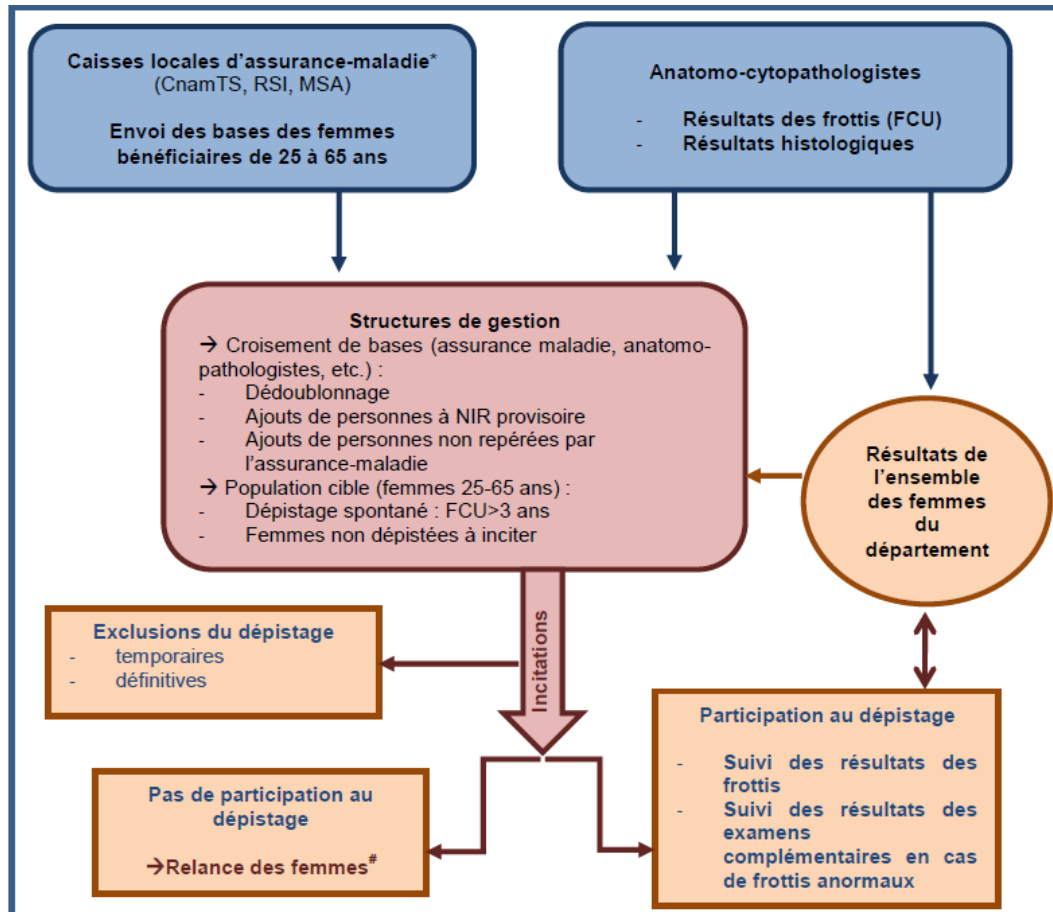 Caisses locales d'assurance-maladie*
(CnamTS, RSI, MSA)
Envoi des bases des femmes
bénéficiaires de 25 à 65 ans
Anatomo-cytopathologistes
- Résultats des frottis (FCU)
- Résultats histologiques
Structures de gestion
→ Croisement de bases (assurance maladie, anatomo-
pathologistes, etc.) :
- Dédoublonnage
- Ajouts de personnes à NIR provisoire
- Ajouts de personnes non repérées par
l'assurance-maladie
→ Population cible (femmes 25-65 ans) :
- Dépistage spontané : FCU>3 ans
- Femmes non dépistées à inciter
Résultats de
l'ensemble
des femmes
du
département
Incitations
Exclusions du dépistage
- temporaires
- définitives
Pas de participation au
dépistage
→Relance des femmes#
Participation au dépistage
- Suivi des résultats des
frottis
- Suivi des résultats des
examens
complémentaires en cas
de frottis anormaux